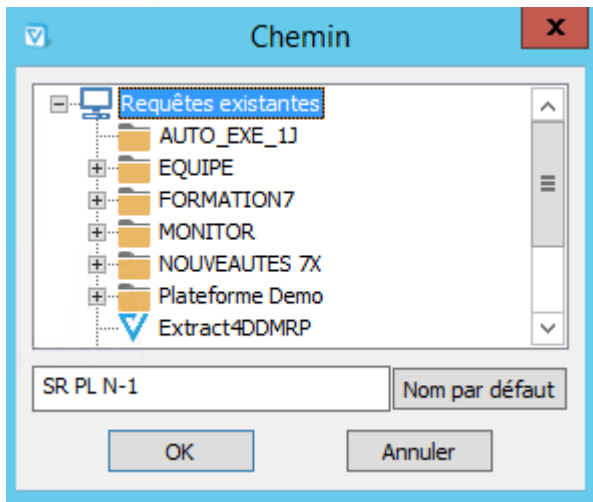 Chemin
x
Requêtes existantes
AUTO_EXE_1J
EQUIPE
FORMATION7
MONITOR
NOUVEAUTES 7X
Plateforme Demo
Extract4DDMRP
SR PL N-1
Nom par défaut
OK
Annuler